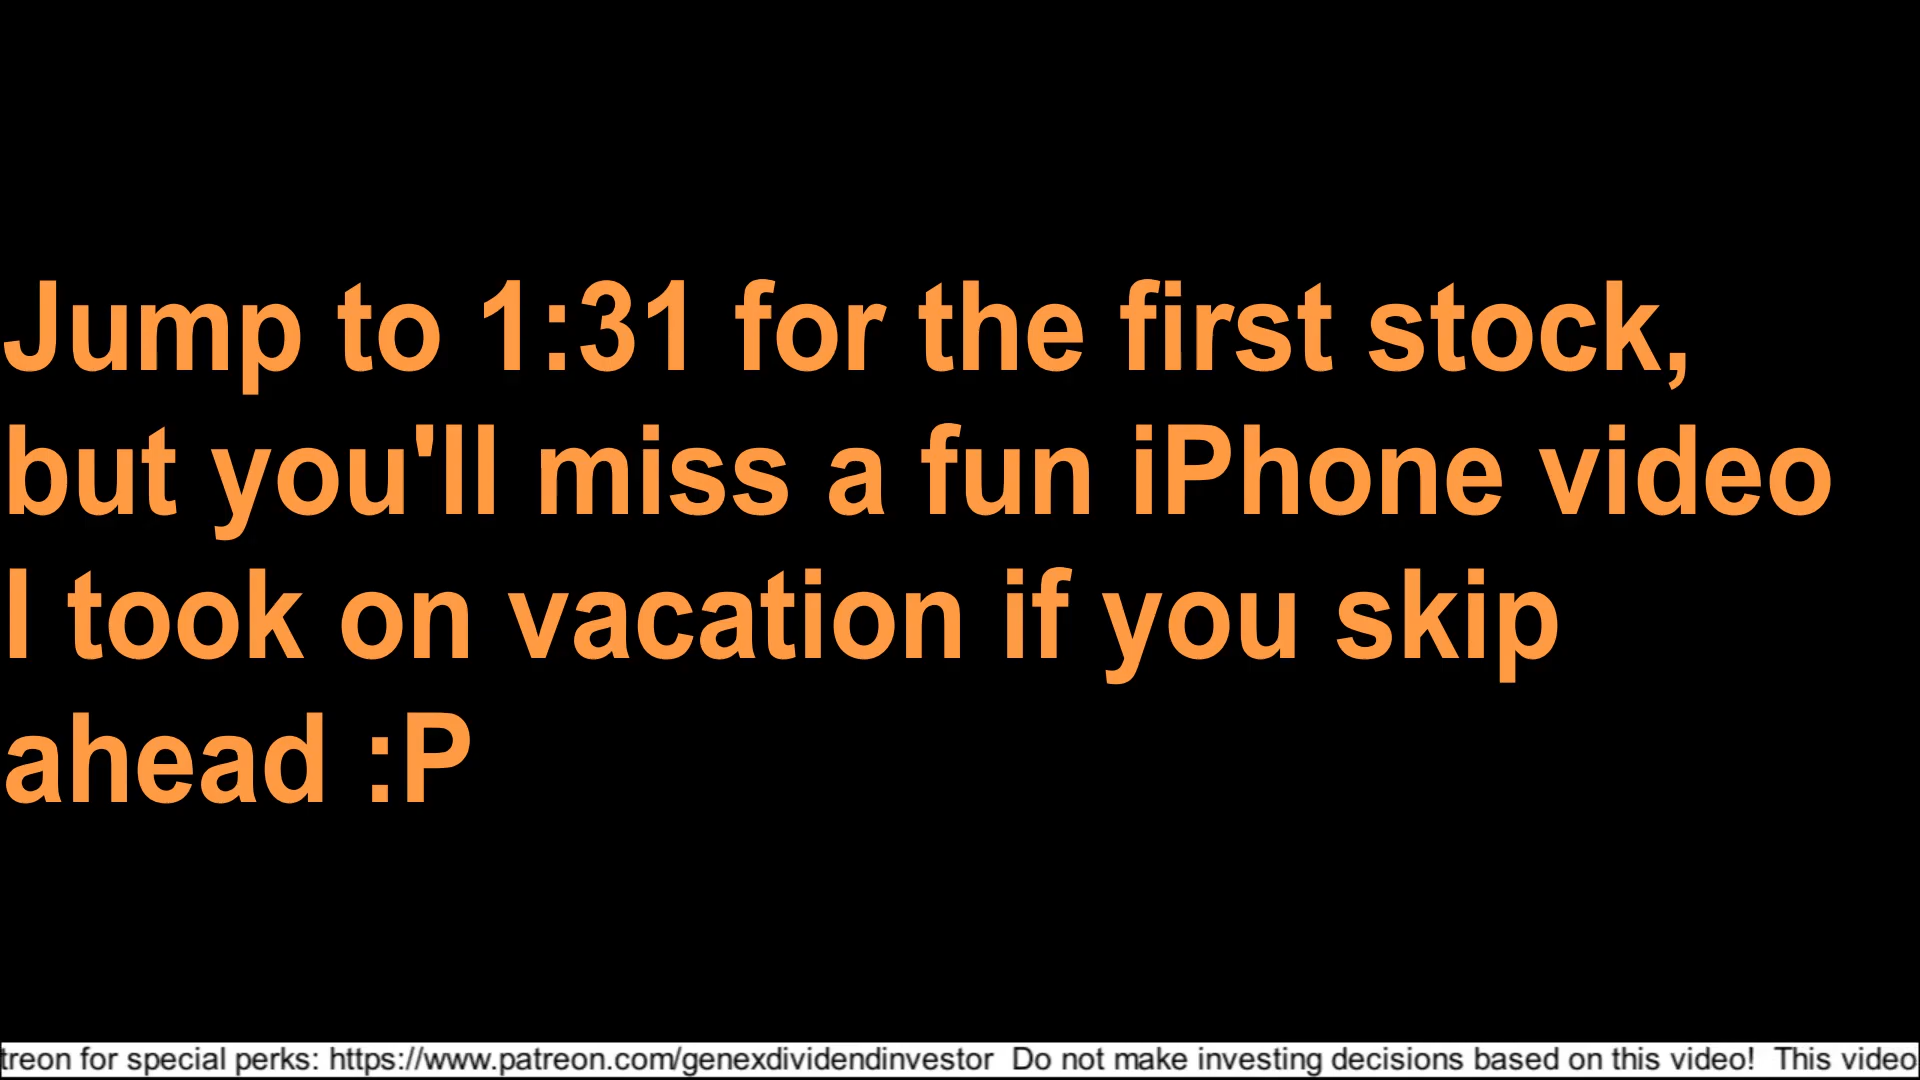 Jump to 1:31 for the first stock,
but you'll miss a fun iPhone video
I took on vacation if you skip
ahead :P
treon for special perks: https://www.patreon.com/genexdividendinvestor  Do not make investing decisions based on this video!  This video